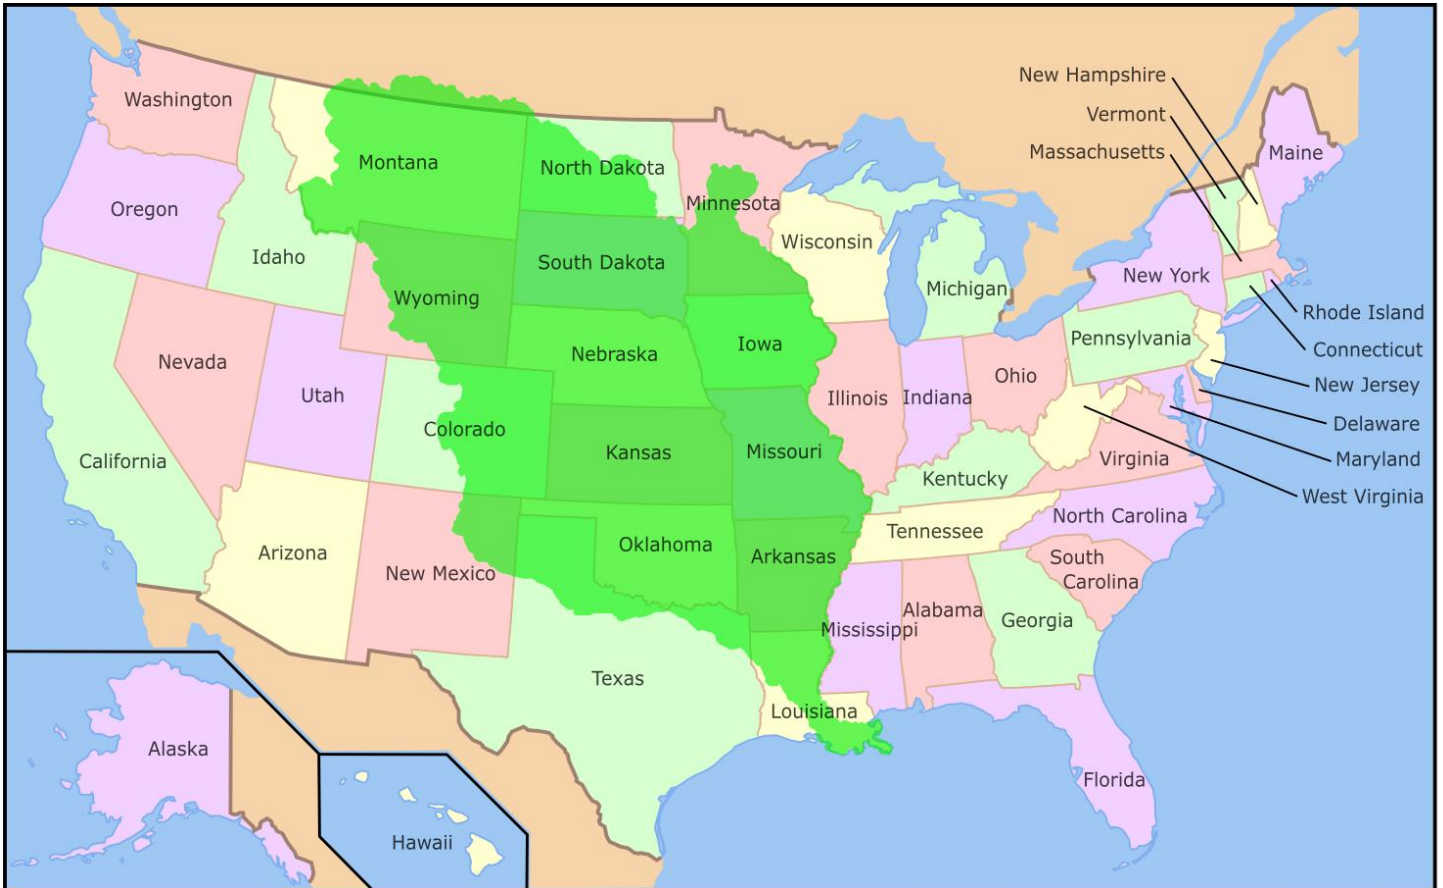 New Hampshire
Washington
Vermont
Massachusetts
Maine
Montana
North Dakota
Minnesota
Oregon
Wisconsin
Idaho
South Dakota
New York
Michigan
Wyoming
Rhode Island
Pennsylvania
Iowa
Connecticut
Nebraska
Nevada
Ohio
New Jersey
Utah
Illinois
Indiana
Delaware
Colorado
Kansas
Missouri
Virginia
Maryland
California
Kentucky
West Virginia
North Carolina
Tennessee
Oklahoma
Arizona
Arkansas
South
Carolina
New Mexico
Alabama
Georgia
Mississippi
Texas
Louisiana
Alaska
Florida
Hawaii